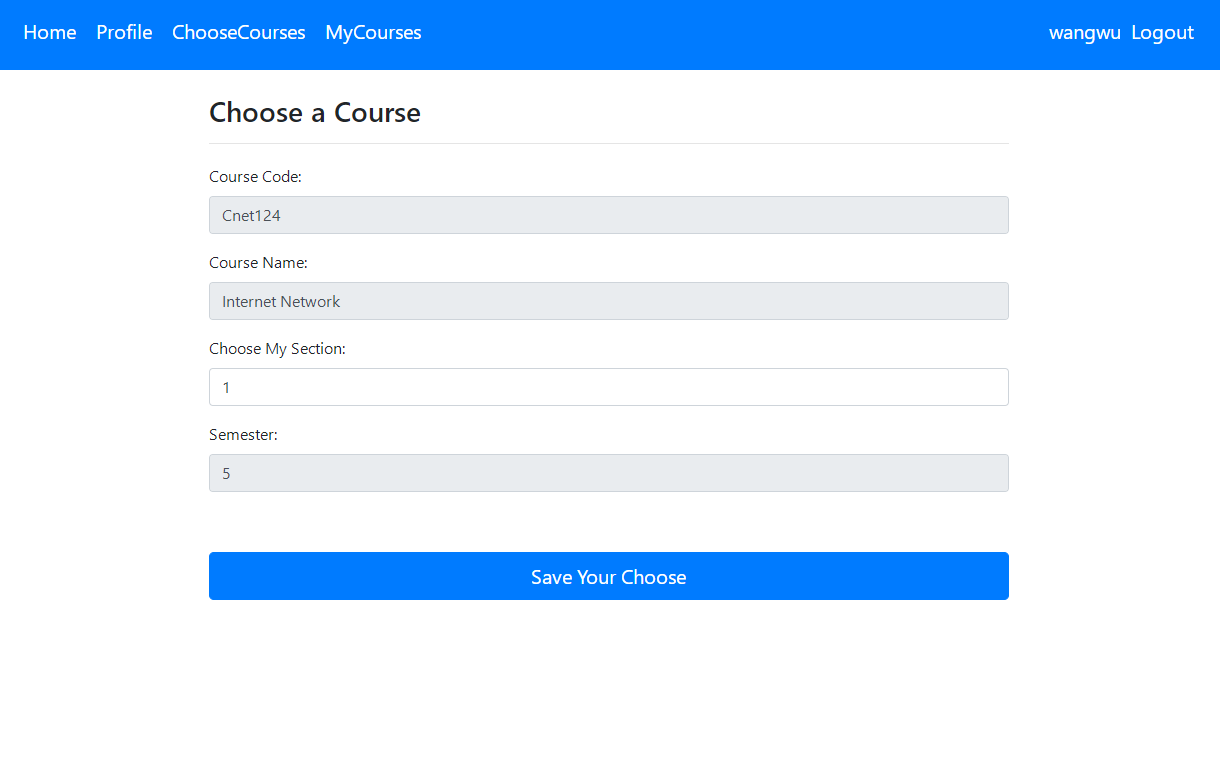 Home Profile ChooseCourses MyCourses wangwu Logout
Choose a Course
Course Code:
Cnet124
Course Name:
Internet Network
Choose My Section:
1
Semester:
5
Save Your Choose